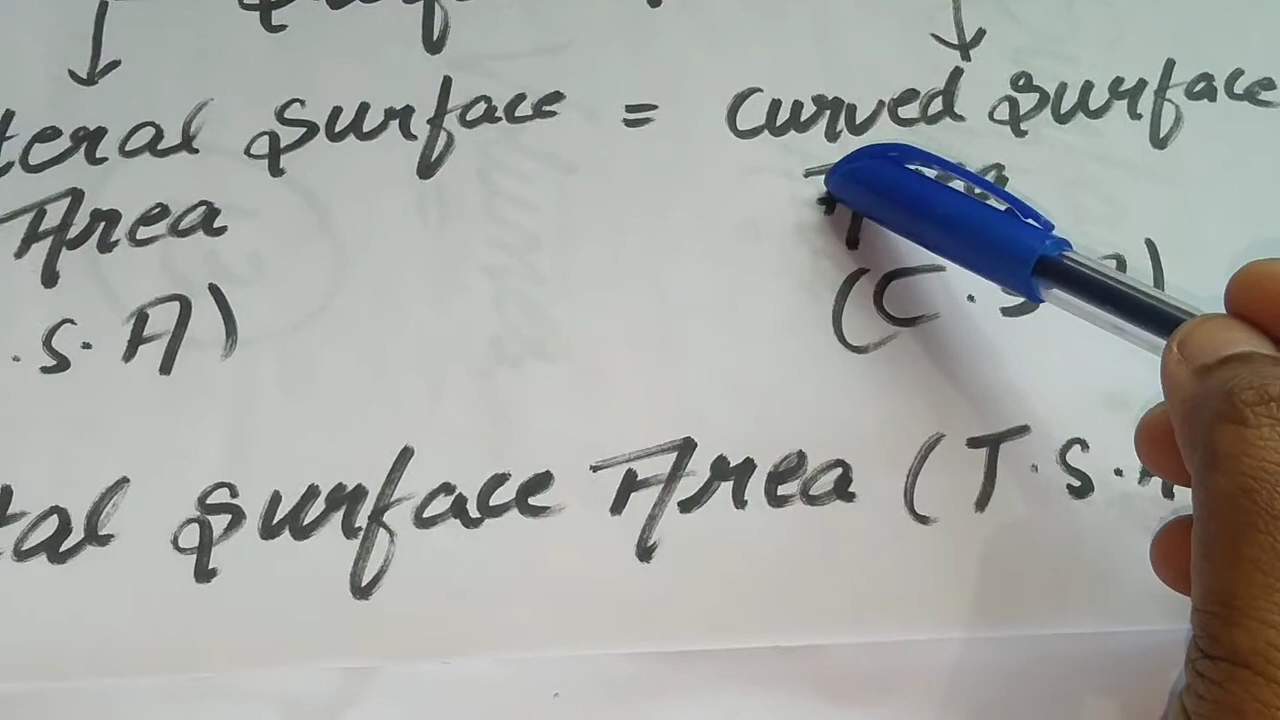 teral Surface = Curved Surface
Area
.S.A) (C.S.
tal Surface Area (T.S.A